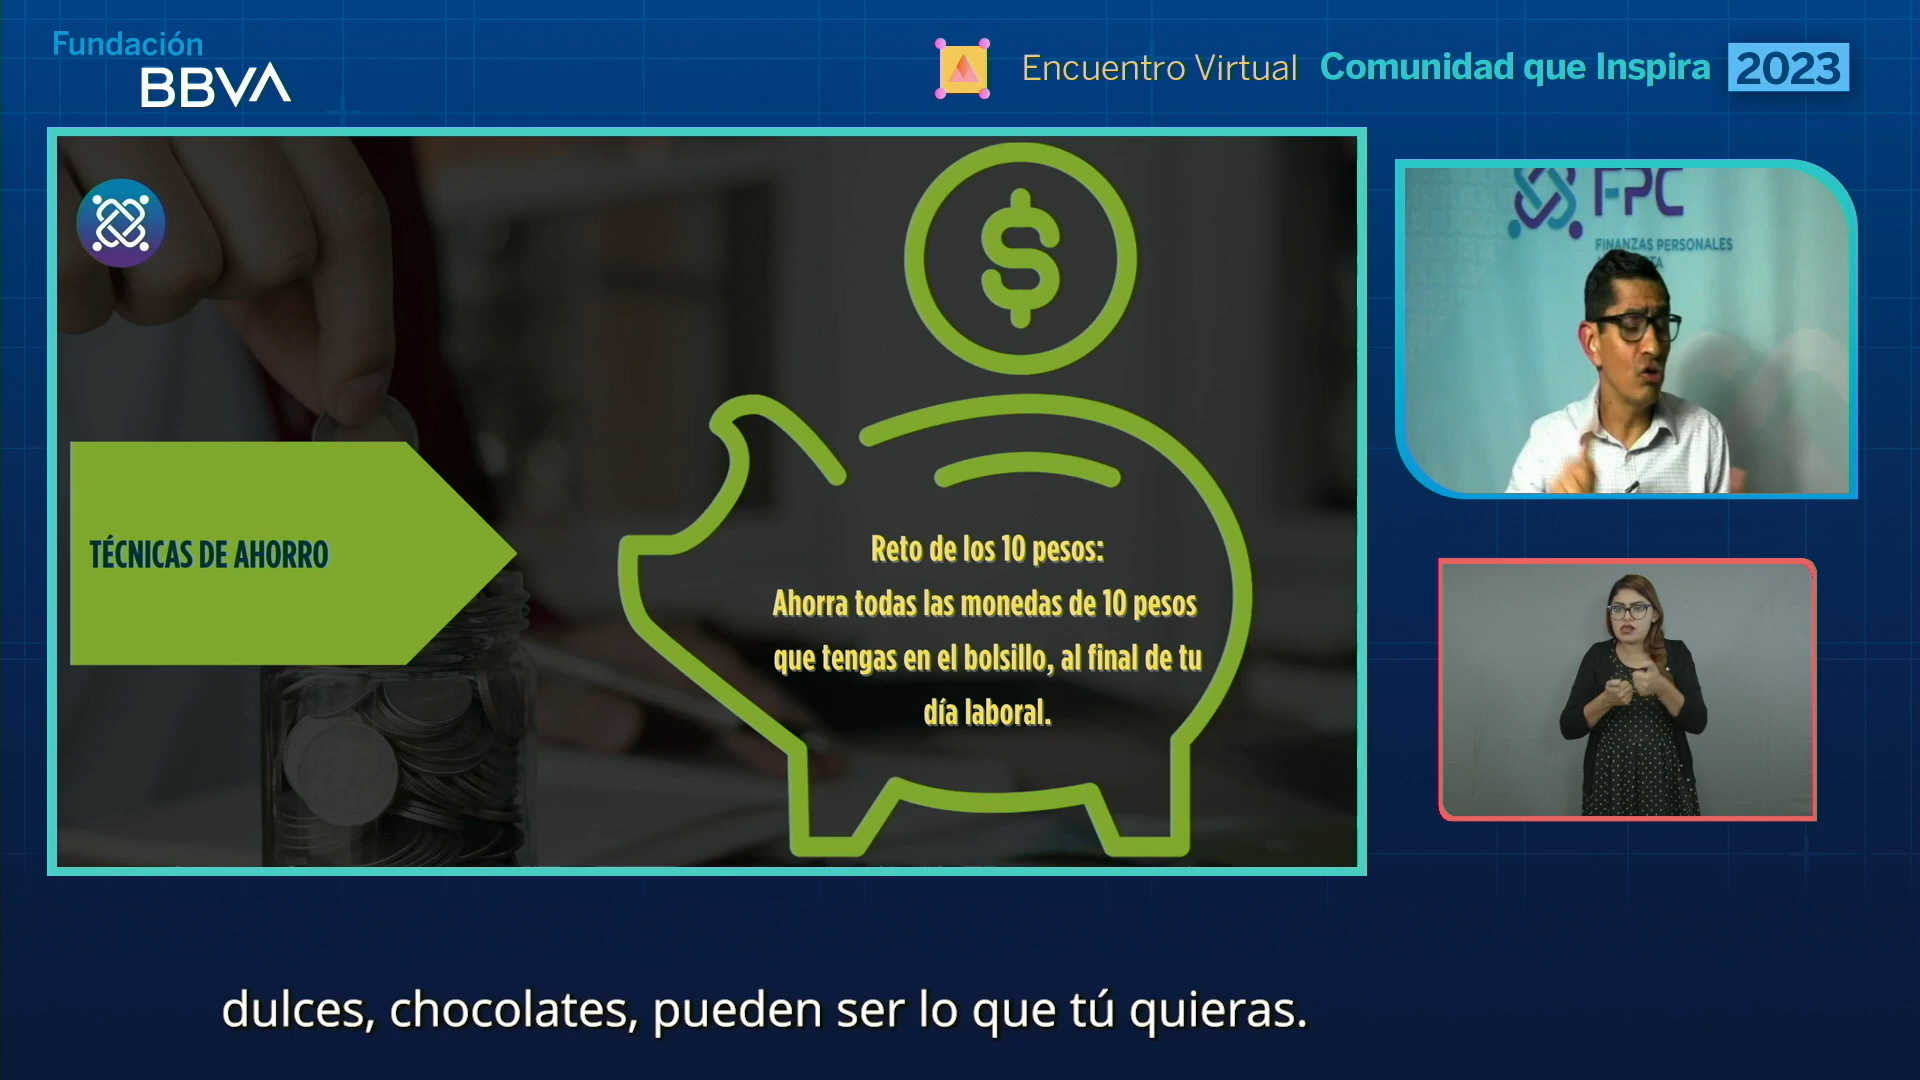 Fundación
BBVA
Encuentro Virtual Comunidad que Inspira 2023
FPC
FINANZAS PERSONALES
$
TÉCNICAS DE AHORRO
Reto de los 10 pesos:
Ahorra todas las monedas de 10 pesos
que tengas en el bolsillo, al final de tu
día laboral.
dulces, chocolates, pueden ser lo que tú quieras.